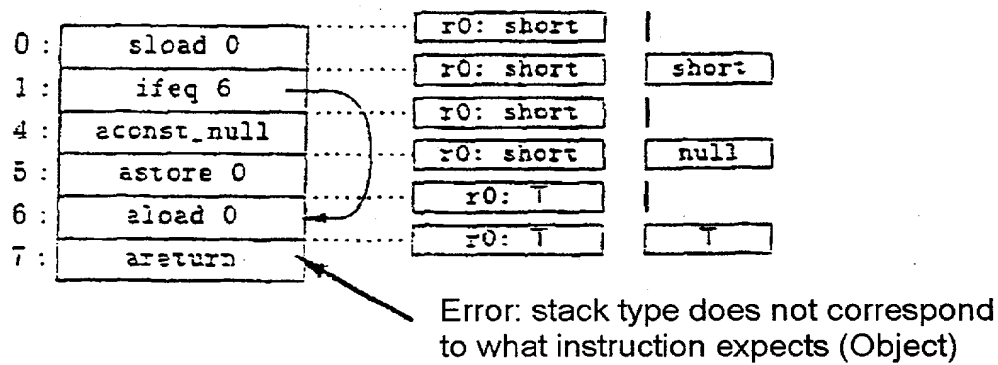 r0: short
0 : sload 0
r0: short short
1 : ifeq 6
r0: short
4 : aconst_null
r0: short null
5 : astore 0
r0: T
6 : aload 0
r0: T T
7 : areturn
Error: stack type does not correspond
to what instruction expects (Object)